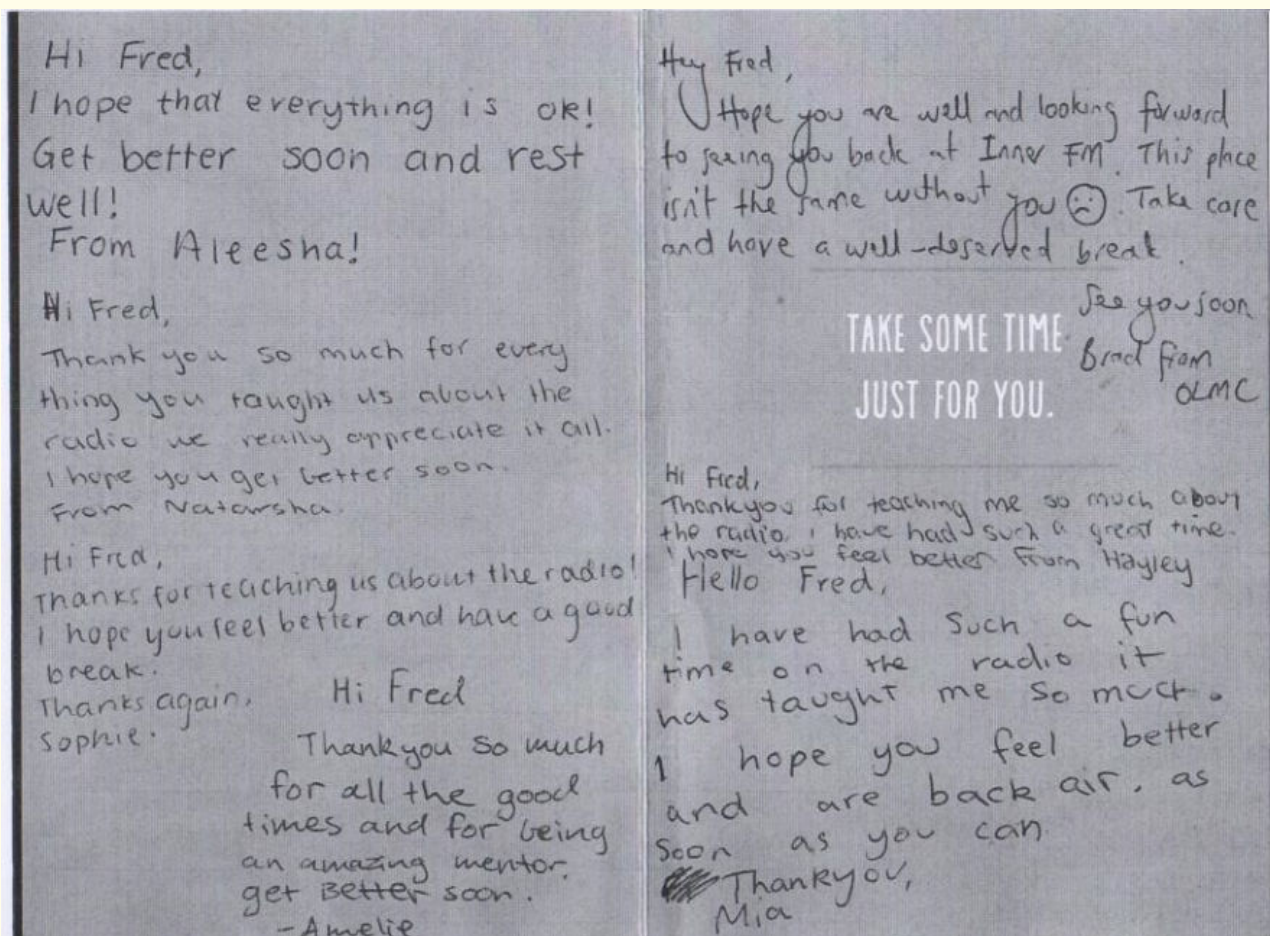 Hi Fred,
I hope that everything is ok!
Get better soon and rest
well!
From Aleesha!
Hi Fred,
Thank you so much for every
thing you taught us about the
radio we really appreciate it all.
I hope you get better soon.
From Natarsha.
Hi Fred,
Thanks for teaching us about the radio!
I hope you feel better and have a good
break.
Thanks again,
Sophie.
Hi Fred
Thankyou so much
for all the good
times and for being
an amazing mentor.
get Better soon.
- Amelie
Hey Fred,
Hope you are well and looking forward
to seeing you back at Inner FM. This place
isn't the same without you ☹. Take care
and have a well-deserved break.
See you soon
Brad from
OLMC
TAKE SOME TIME
JUST FOR YOU.
Hi Fred,
Thankyou for teaching me so much about
the radio, i have had such a great time.
I hope you feel better From Hayley
Hello Fred,
I have had such a fun
time on the radio it
has taught me so much.
I hope you feel better
and are back air. as
Soon as you can
Thankyou,
Mia